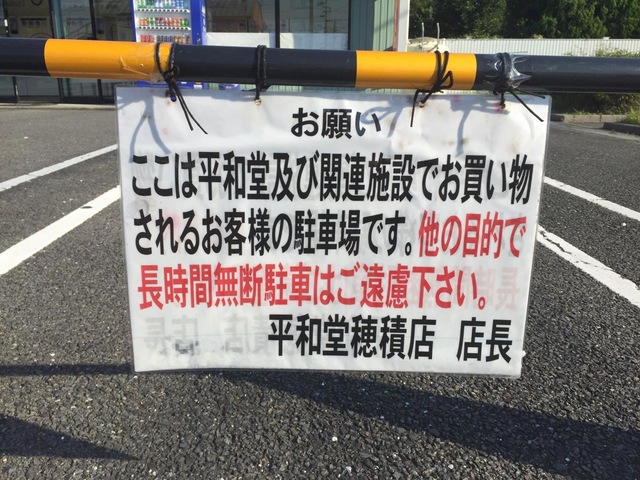 お願い
ここは平和堂及び関連施設でお買い物
されるお客様の駐車場です。他の目的で
長時間無断駐車はご遠慮下さい。
平和堂穂積店 店長